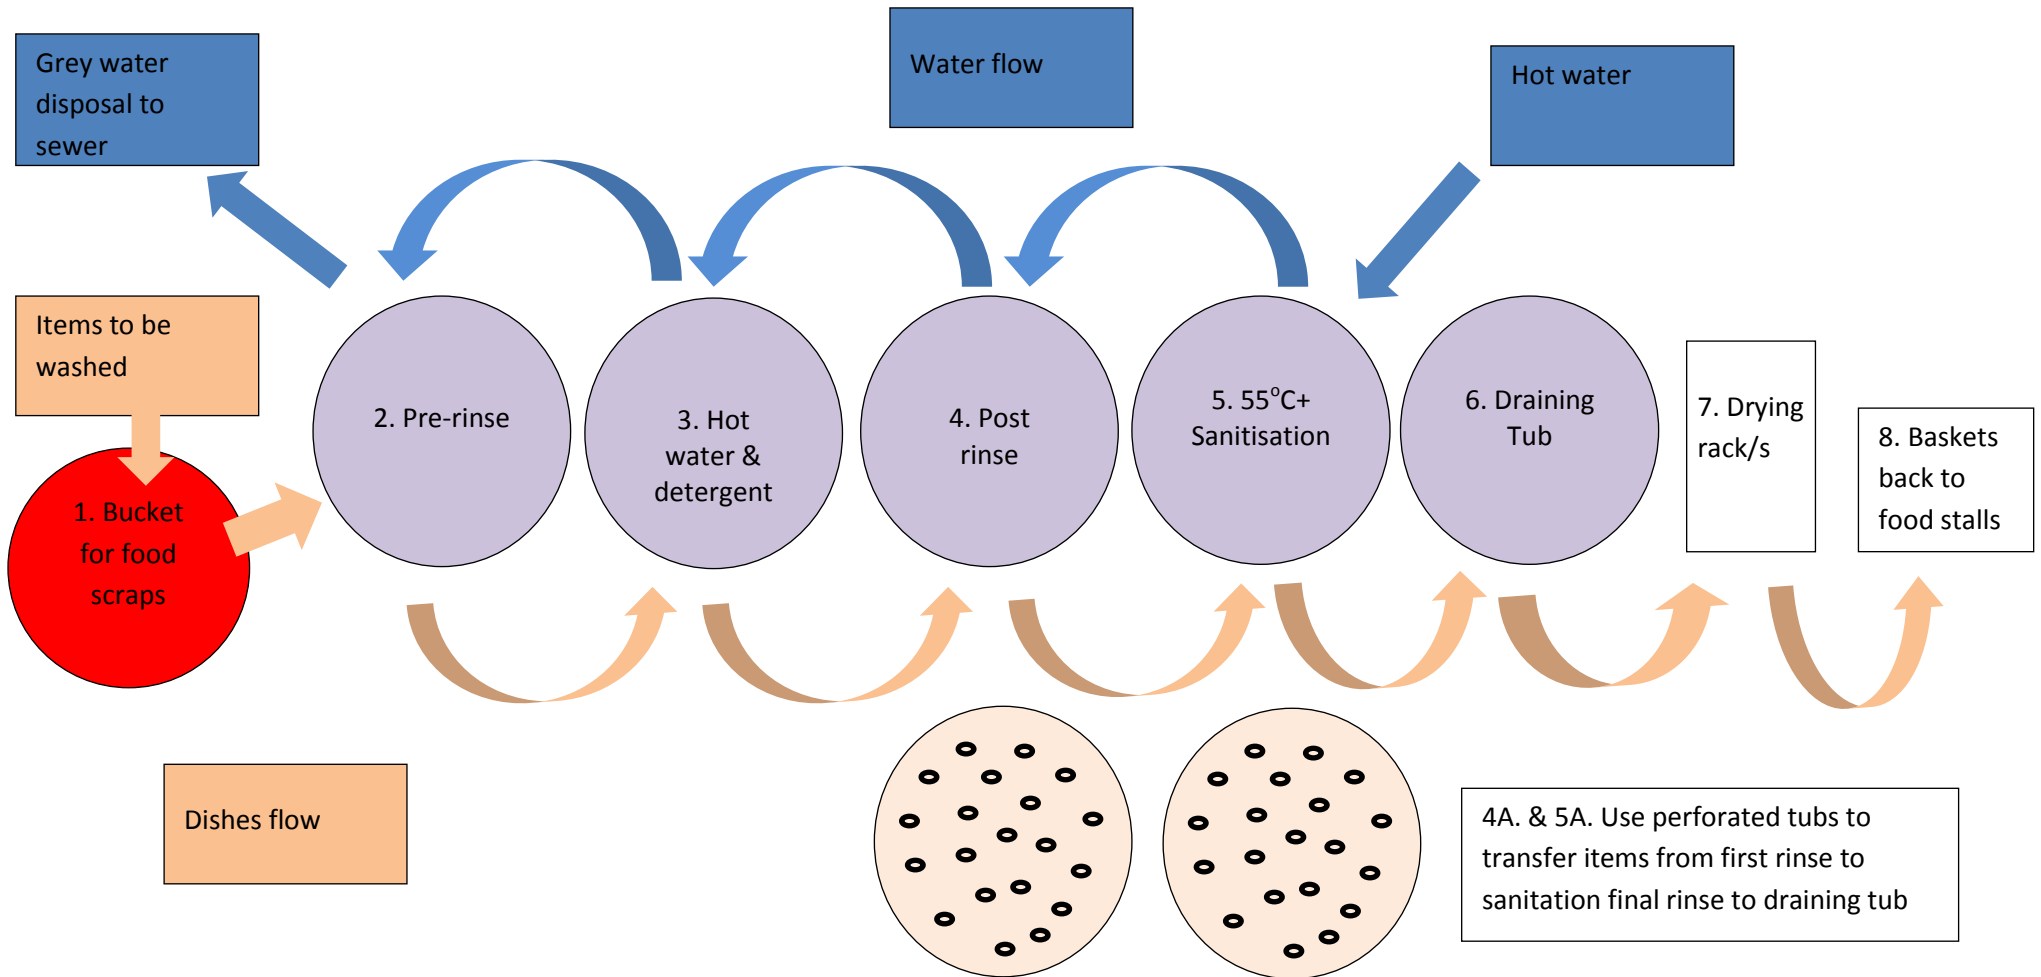 Grey water
disposal to
sewer
Water flow
Hot water
Items to be
washed
1. Bucket
for food
scraps
2. Pre-rinse
3. Hot
water &
detergent
4. Post
rinse
5. 55°C+
Sanitisation
6. Draining
Tub
7. Drying
rack/s
8. Baskets
back to
food stalls
Dishes flow
4A. & 5A. Use perforated tubs to
transfer items from first rinse to
sanitation final rinse to draining tub